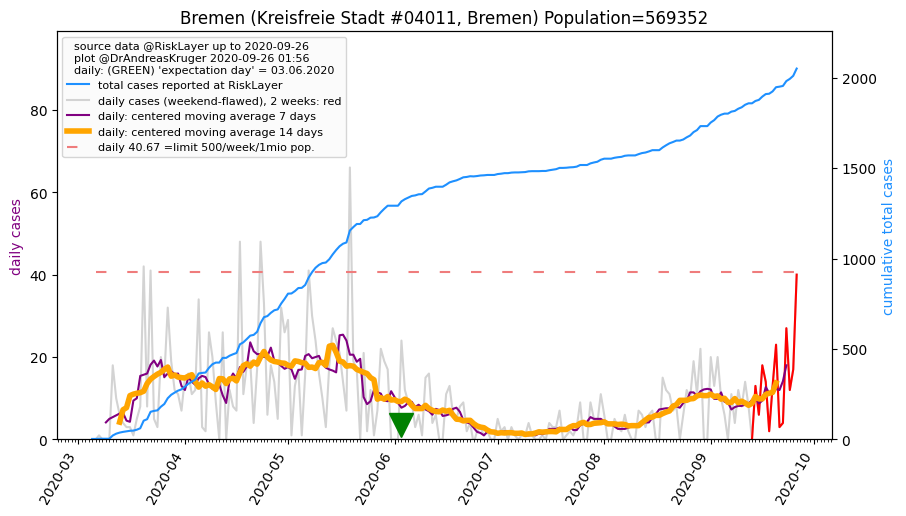 Bremen (Kreisfreie Stadt #04011, Bremen) Population=569352
source data @RiskLayer up to 2020-09-26
plot @DrAndreasKruger 2020-09-26 01:56
daily: (GREEN) 'expectation day' = 03.06.2020
total cases reported at RiskLayer
daily cases (weekend-flawed), 2 weeks: red
daily: centered moving average 7 days
daily: centered moving average 14 days
daily 40.67 =limit 500/week/1mio pop.
daily cases
80
60
40
20
0
cumulative total cases
2000
1500
1000
500
0
2020-03
2020-04
2020-05
2020-06
2020-07
2020-08
2020-09
2020-10